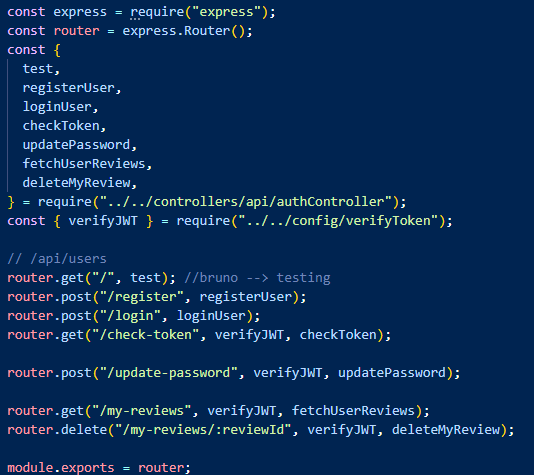 const express = require("express");
const router = express.Router();
const {
  test,
  registerUser,
  loginUser,
  checkToken,
  updatePassword,
  fetchUserReviews,
  deleteMyReview,
} = require("../../controllers/api/authController");
const { verifyJWT } = require("../../config/verifyToken");

// /api/users
router.get("/", test); //bruno --> testing
router.post("/register", registerUser);
router.post("/login", loginUser);
router.get("/check-token", verifyJWT, checkToken);

router.post("/update-password", verifyJWT, updatePassword);

router.get("/my-reviews", verifyJWT, fetchUserReviews);
router.delete("/my-reviews/:reviewId", verifyJWT, deleteMyReview);

module.exports = router;